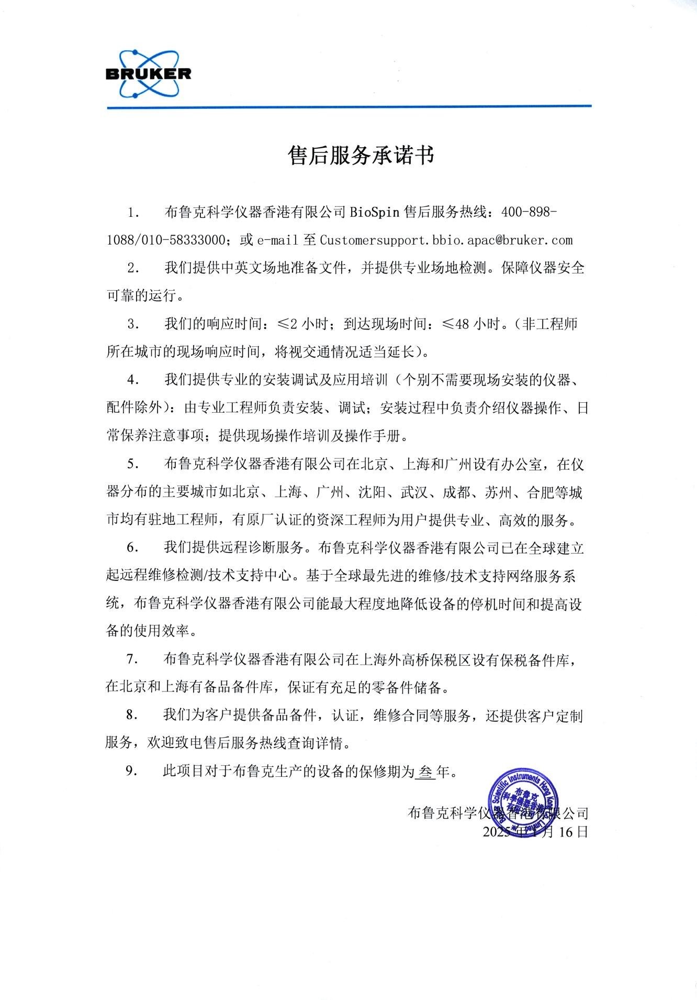 BRUKER
售后服务承诺书
1. 布鲁克科学仪器香港有限公司 BioSpin 售后服务热线：400-898-
1088/010-58333000；或 e-mail 至 Customersupport.bbio.apac@bruker.com
2. 我们提供中英文场地准备文件，并提供专业场地检测。保障仪器安全
可靠的运行。
3. 我们的响应时间：≤2 小时；到达现场时间：≤48 小时。（非工程师
所在城市的现场响应时间，将视交通情况适当延长）。
4. 我们提供专业的安装调试及应用培训（个别不需要现场安装的仪器、
配件除外）：由专业工程师负责安装、调试；安装过程中负责介绍仪器操作、日
常保养注意事项；提供现场操作培训及操作手册。
5. 布鲁克科学仪器香港有限公司在北京、上海和广州设有办公室，在仪
器分布的主要城市如北京、上海、广州、沈阳、武汉、成都、苏州、合肥等城
市均有驻地工程师，有原厂认证的资深工程师为用户提供专业、高效的服务。
6. 我们提供远程诊断服务。布鲁克科学仪器香港有限公司已在全球建立
起远程维修检测/技术支持中心。基于全球最先进的维修/技术支持网络服务系
统，布鲁克科学仪器香港有限公司能最大程度地降低设备的停机时间和提高设
备的使用效率。
7. 布鲁克科学仪器香港有限公司在上海外高桥保税区设有保税备件库，
在北京和上海有备品备件库，保证有充足的零备件储备。
8. 我们为客户提供备品备件，认证，维修合同等服务，还提供客户定制
服务，欢迎致电售后服务热线查询详情。
9. 此项目对于布鲁克生产的设备的保修期为 叁 年。
布鲁克科学仪器香港有限公司
2025 年 1 月 16 日
Bruker Scientific Instruments Hong Kong Co. Limited
布鲁克
科學儀器香港
有限公司